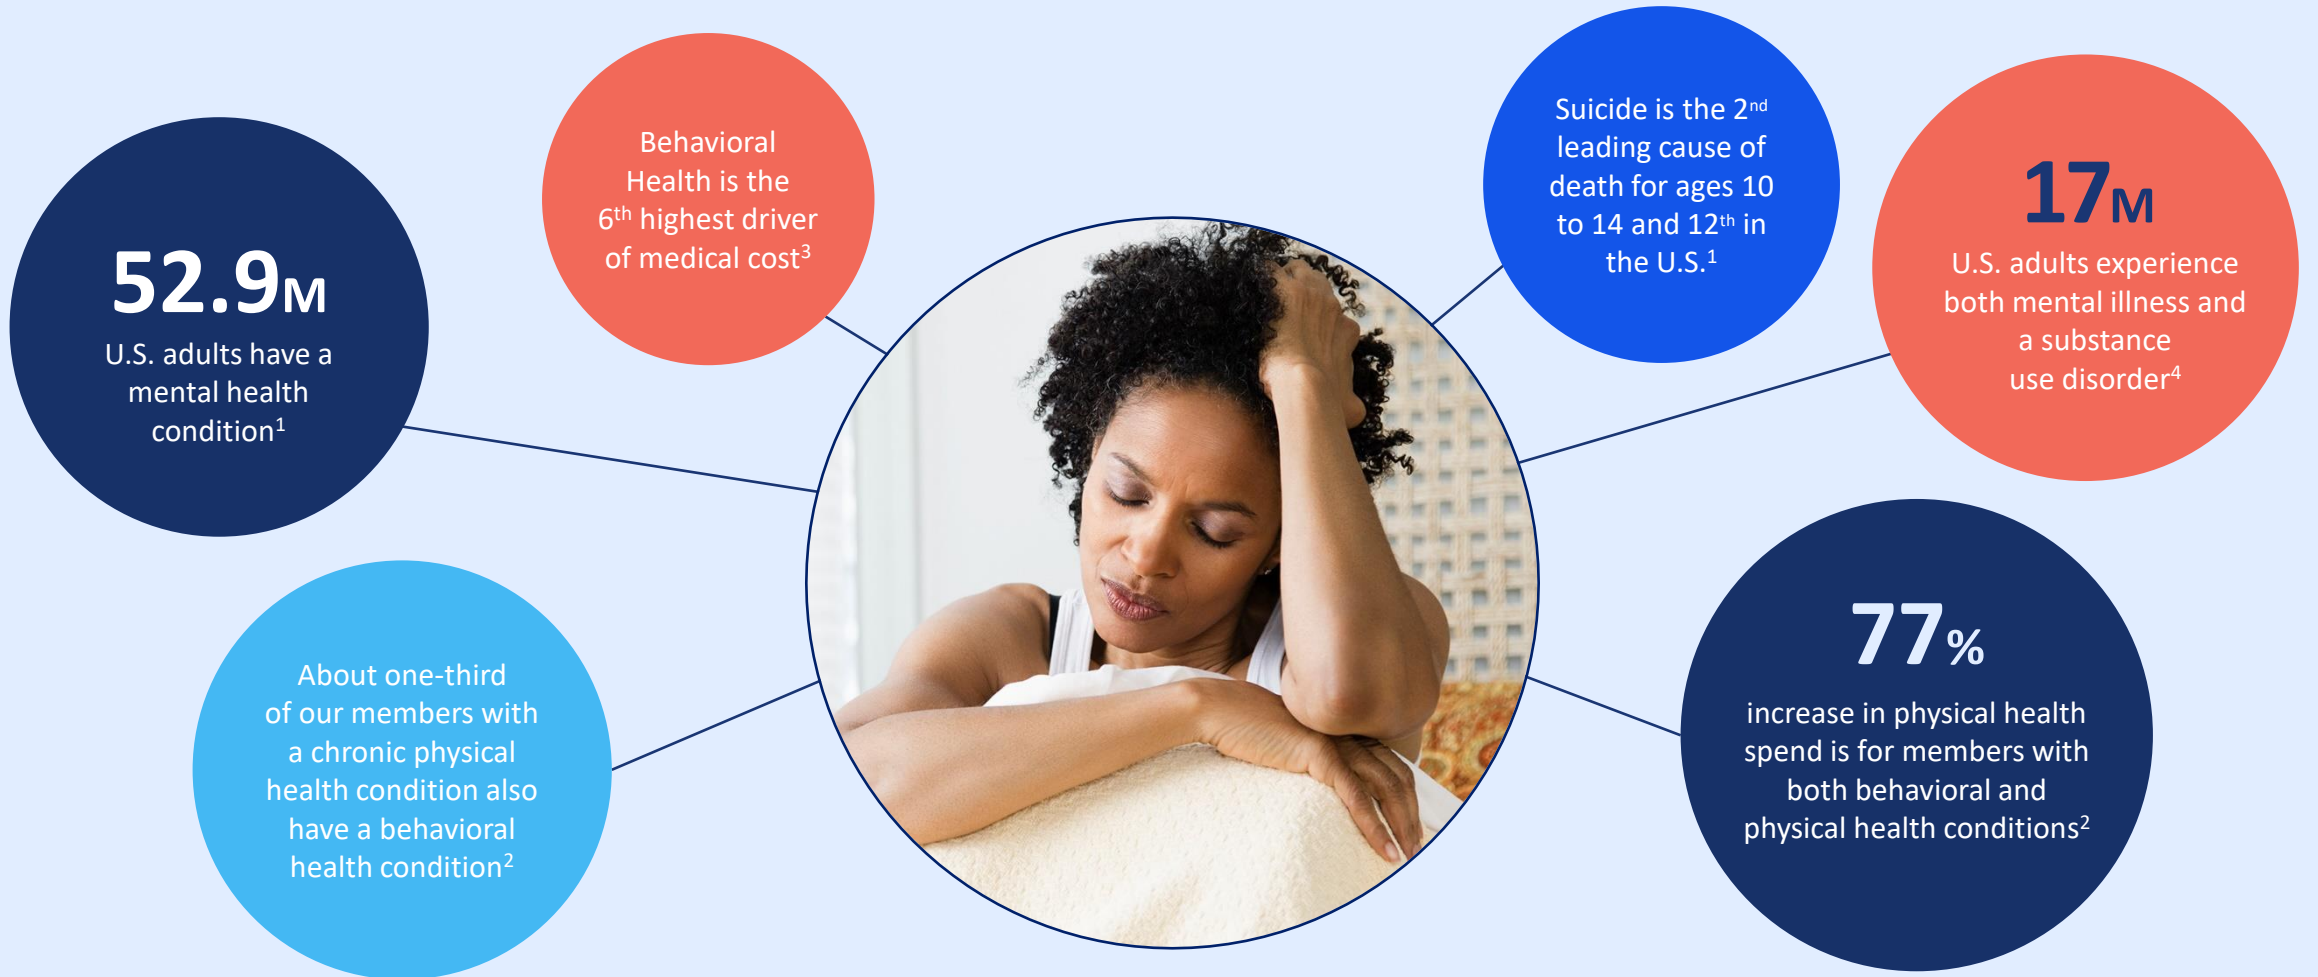 52.9M
U.S. adults have a
mental health
condition¹
Behavioral
Health is the
6ᵗʰ highest driver
of medical cost³
Suicide is the 2ⁿᵈ
leading cause of
death for ages 10
to 14 and 12ᵗʰ in
the U.S.¹
17M
U.S. adults experience
both mental illness and
a substance
use disorder⁴
About one-third
of our members with
a chronic physical
health condition also
have a behavioral
health condition²
77%
increase in physical health
spend is for members with
both behavioral and
physical health conditions²